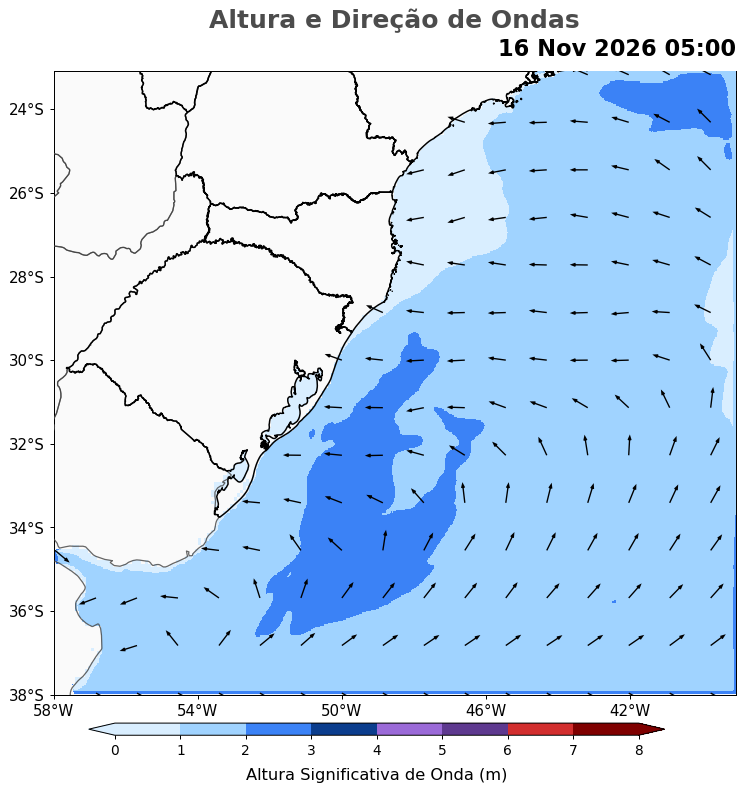 Altura e Direção de Ondas
16 Nov 2026 05:00
24°S
26°S
28°S
30°S
32°S
34°S
36°S
38°S
58°W 54°W 50°W 46°W 42°W
0 1 2 3 4 5 6 7 8
Altura Significativa de Onda (m)